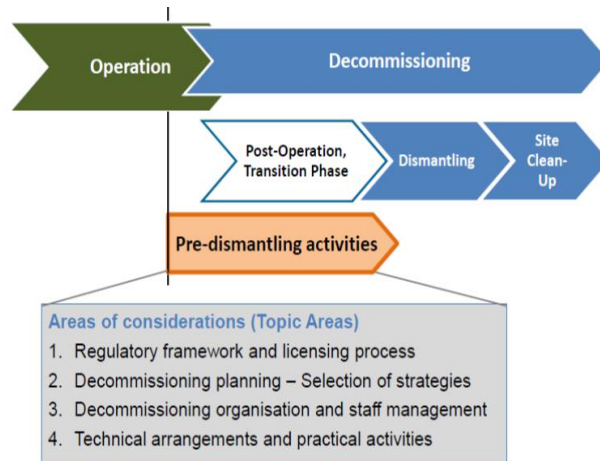 Operation
Decommissioning
Post-Operation,
Transition Phase
Dismantling
Site
Clean-
Up
Pre-dismantling activities
Areas of considerations (Topic Areas)
1. Regulatory framework and licensing process
2. Decommissioning planning – Selection of strategies
3. Decommissioning organisation and staff management
4. Technical arrangements and practical activities